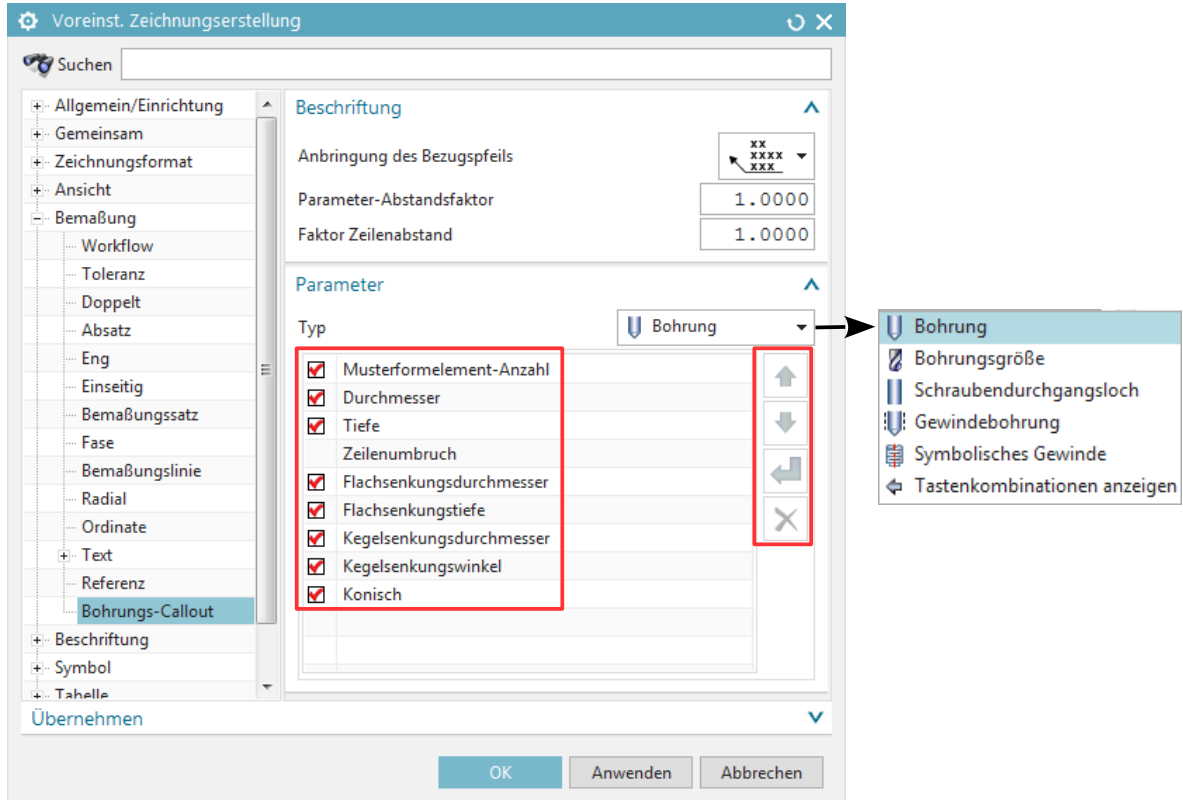 Voreinst. Zeichnungserstellung
Suchen
Allgemein/Einrichtung
Gemeinsam
Zeichnungsformat
Ansicht
Bemaßung
Workflow
Toleranz
Doppelt
Absatz
Eng
Einseitig
Bemaßungssatz
Fase
Bemaßungslinie
Radial
Ordinate
Text
Referenz
Bohrungs-Callout
Beschriftung
Symbol
Tabelle
Beschriftung
Anbringung des Bezugspfeils
xx
xxxx
xxx
Parameter-Abstandsfaktor 1.0000
Faktor Zeilenabstand 1.0000
Parameter
Typ Bohrung
Musterformelement-Anzahl
Durchmesser
Tiefe
Zeilenumbruch
Flachsenkungsdurchmesser
Flachsenkungstiefe
Kegelsenkungsdurchmesser
Kegelsenkungswinkel
Konisch
Übernehmen
OK Anwenden Abbrechen
Bohrung
Bohrungsgröße
Schraubendurchgangsloch
Gewindebohrung
Symbolisches Gewinde
Tastenkombinationen anzeigen